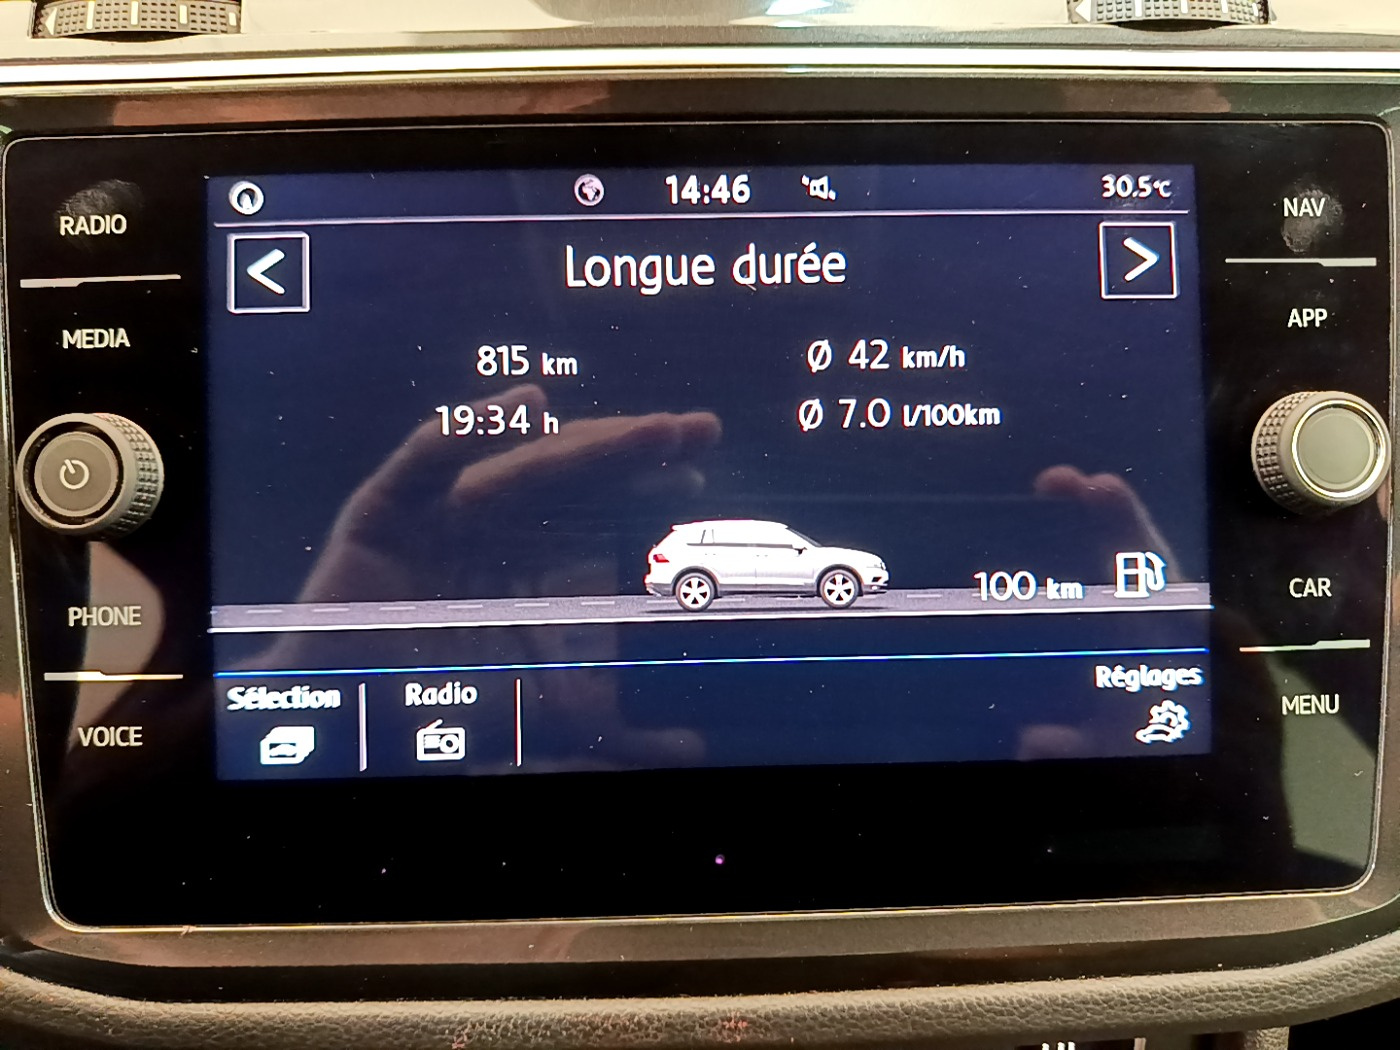 14:46 30.5°C
Longue durée
815 km Ø 42 km/h
19:34 h Ø 7.0 l/100km
100 km
Sélection Radio Réglages
RADIO
MEDIA
PHONE
VOICE
NAV
APP
CAR
MENU